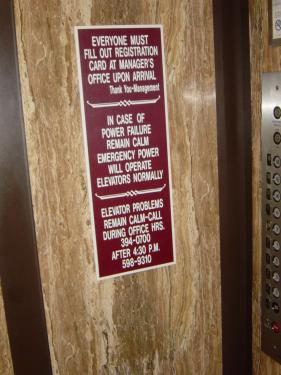 EVERYONE MUST
FILL OUT REGISTRATION
CARD AT MANAGER'S
OFFICE UPON ARRIVAL
Thank You-Management
IN CASE OF
POWER FAILURE
REMAIN CALM
EMERGENCY POWER
WILL OPERATE
ELEVATORS NORMALLY
ELEVATOR PROBLEMS
REMAIN CALM-CALL
DURING OFFICE HRS.
394-0700
AFTER 4:30 P.M.
598-9310